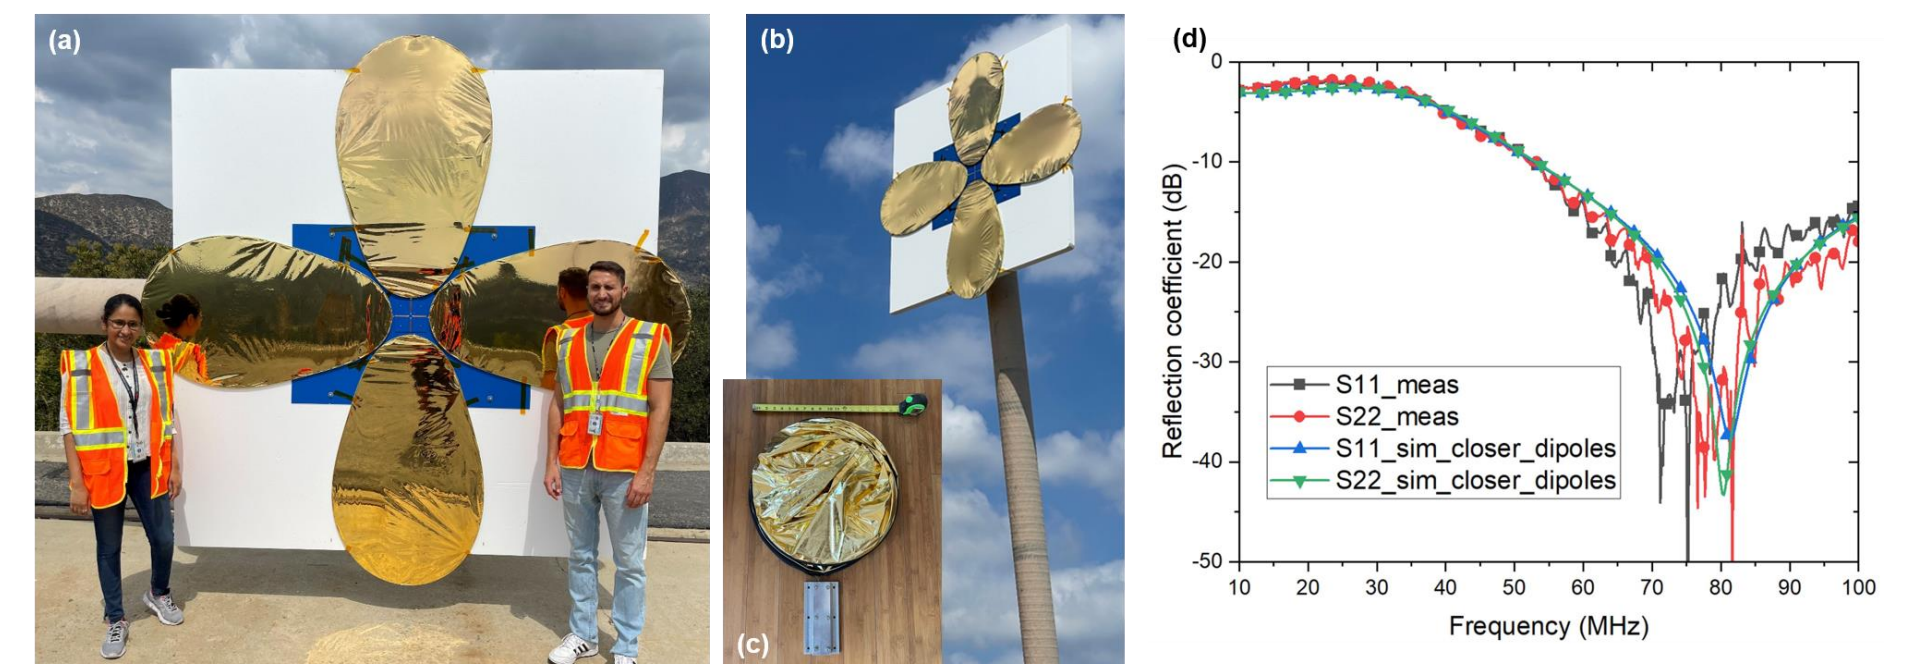 (a)
(b)
(c)
(d)
0
-10
-20
-30
-40
-50
Reflection coefficient (dB)
S11_meas
S22_meas
S11_sim_closer_dipoles
S22_sim_closer_dipoles
10 20 30 40 50 60 70 80 90 100
Frequency (MHz)